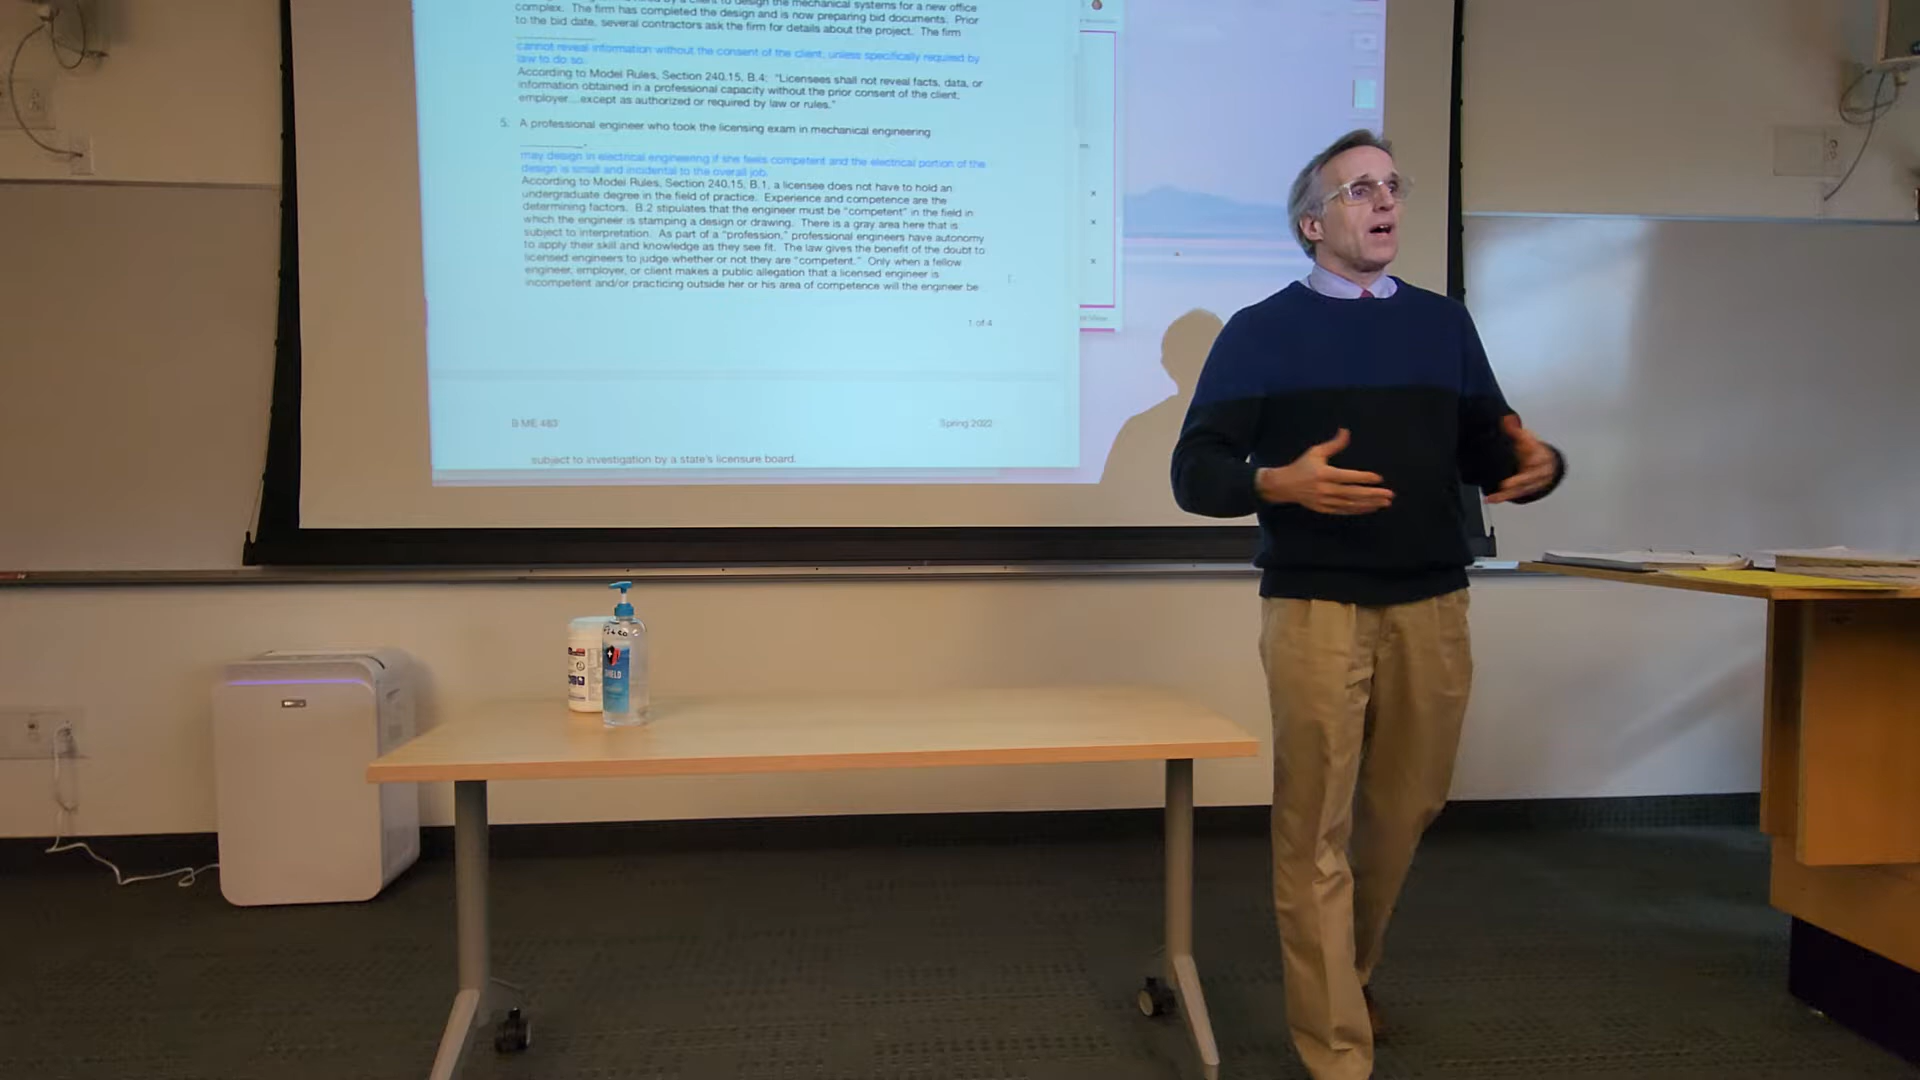 to design the mechanical systems for a new office
complex. The firm has completed the design and is now preparing bid documents. Prior
to the bid date, several contractors ask the firm for details about the project. The firm
cannot reveal information without the consent of the client, unless specifically required by
law to do so.
According to Model Rules, Section 240.15, B.4: "Licensees shall not reveal facts, data, or
information obtained in a professional capacity without the prior consent of the client,
employer...except as authorized or required by law or rules."
5. A professional engineer who took the licensing exam in mechanical engineering
__________.
may design in electrical engineering if she feels competent and the electrical portion of the
design is small and incidental to the overall job.
According to Model Rules, Section 240.15, B.1, a licensee does not have to hold an
undergraduate degree in the field of practice. Experience and competence are the
determining factors. B.2 stipulates that the engineer must be "competent" in the field in
which the engineer is stamping a design or drawing. There is a gray area here that is
subject to interpretation. As part of a "profession," professional engineers have autonomy
to apply their skill and knowledge as they see fit. The law gives the benefit of the doubt to
licensed engineers to judge whether or not they are "competent." Only when a fellow
engineer, employer, or client makes a public allegation that a licensed engineer is
incompetent and/or practicing outside her or his area of competence will the engineer be
1 of 4
B ME 483 Spring 2022
subject to investigation by a state's licensure board.
SHIELD